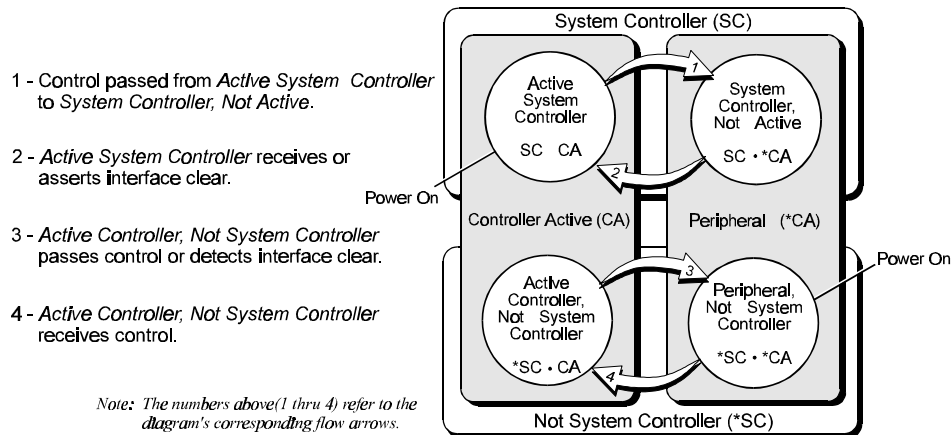 System Controller (SC)
1 - Control passed from Active System Controller
to System Controller, Not Active.
2 - Active System Controller receives or
asserts interface clear.
3 - Active Controller, Not System Controller
passes control or detects interface clear.
4 - Active Controller, Not System Controller
receives control.
Note: The numbers above(1 thru 4) refer to the
diagram's corresponding flow arrows.
Active
System
Controller
SC CA
1
System
Controller,
Not Active
SC • *CA
2
Power On
Controller Active (CA)
Peripheral (*CA)
Power On
Active
Controller,
Not System
Controller
*SC • CA
3
Peripheral,
Not System
Controller
*SC • *CA
4
Not System Controller (*SC)